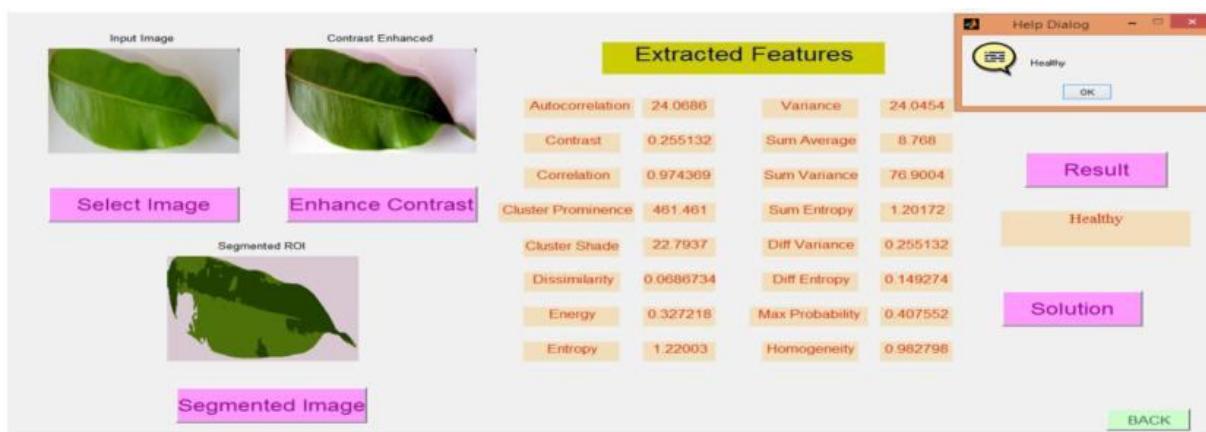 Input Image
Contrast Enhanced
Select Image
Enhance Contrast
Segmented ROI
Segmented Image
Extracted Features
Autocorrelation 24.0686 Variance 24.0454
Contrast 0.255132 Sum Average 8.768
Correlation 0.974369 Sum Variance 76.9004
Cluster Prominence 461.461 Sum Entropy 1.20172
Cluster Shade 22.7937 Diff Variance 0.255132
Dissimilarity 0.0686734 Diff Entropy 0.149274
Energy 0.327218 Max Probability 0.407552
Entropy 1.22003 Homogeneity 0.982798
Help Dialog
Healthy
OK
Result
Healthy
Solution
BACK